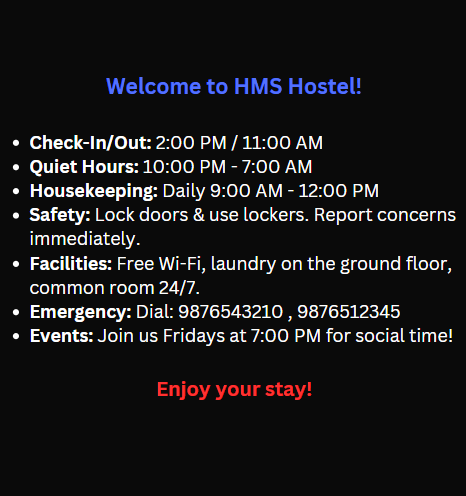 Welcome to HMS Hostel!
• Check-In/Out: 2:00 PM / 11:00 AM
• Quiet Hours: 10:00 PM - 7:00 AM
• Housekeeping: Daily 9:00 AM - 12:00 PM
• Safety: Lock doors & use lockers. Report concerns
immediately.
• Facilities: Free Wi-Fi, laundry on the ground floor,
common room 24/7.
• Emergency: Dial: 9876543210 , 9876512345
• Events: Join us Fridays at 7:00 PM for social time!
Enjoy your stay!